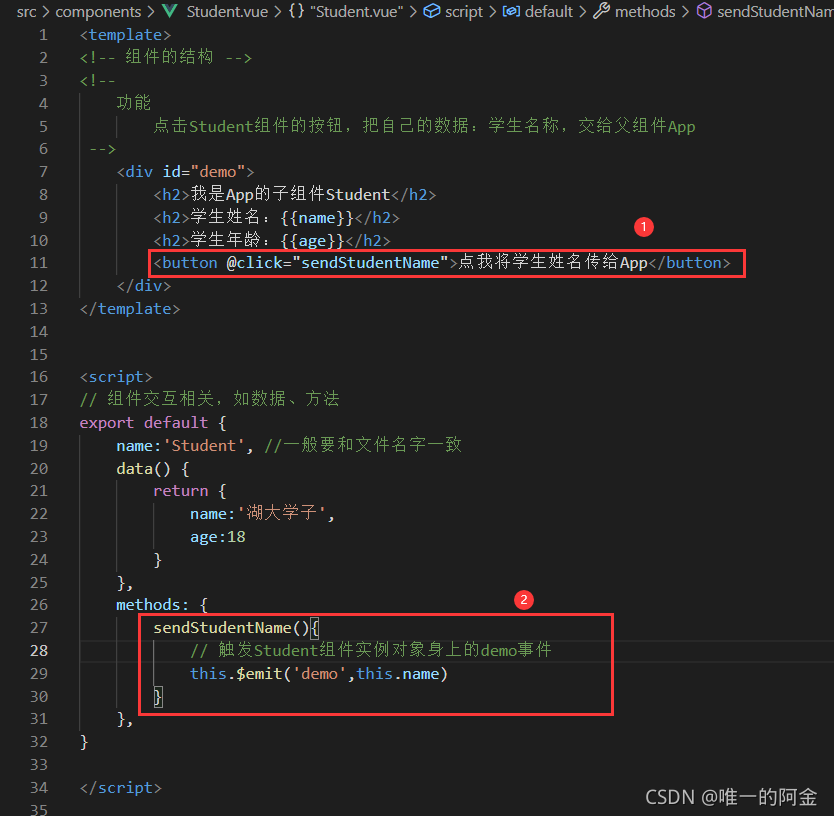 src > components > Student.vue > {} "Student.vue" > script > default > methods > sendStudentNam
1 <template>
2 <!-- 组件的结构 -->
3 <!--
4 功能
5 点击Student组件的按钮，把自己的数据：学生名称，交给父组件App
6 -->
7 <div id="demo">
8 <h2>我是App的子组件Student</h2>
9 <h2>学生姓名：{{name}}</h2>
1
10 <h2>学生年龄：{{age}}</h2>
11 <button @click="sendStudentName">点我将学生姓名传给App</button>
12 </div>
13 </template>
14
15
16 <script>
17 // 组件交互相关，如数据、方法
18 export default {
19 name:'Student', //一般要和文件名字一致
20 data() {
21 return {
22 name:'湖大学子',
23 age:18
24 }
25 },
26 methods: {
2
27 sendStudentName(){
28 // 触发Student组件实例对象身上的demo事件
29 this.$emit('demo',this.name)
30 }
31 },
32 }
33
34 </script>
35
CSDN @唯一的阿金